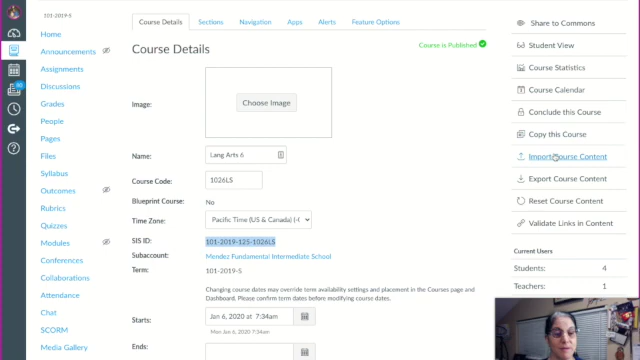 101-2019-S
Home
Announcements
Assignments
Discussions
Grades
People
Pages
Files
Syllabus
Outcomes
Rubrics
Quizzes
Modules
Conferences
Collaborations
Attendance
Chat
SCORM
Media Gallery
Course Details
Sections
Navigation
Apps
Alerts
Feature Options
Course Details
Course is Published
Image:
Choose Image
Name:
Lang Arts 6
Course Code:
1026LS
Blueprint Course:
No
Time Zone:
Pacific Time (US & Canada)
SIS ID:
101-2019-125-1026LS
Subaccount:
Mendez Fundamental Intermediate School
Term:
101-2019-S
Changing course dates may override term availability settings and placement in the Courses page and
Dashboard. Please confirm term dates before modifying course dates.
Starts:
Jan 6, 2020 at 7:34am
Mon Jan 6, 2020 7:34am
Ends:
Share to Commons
Student View
Course Statistics
Course Calendar
Conclude this Course
Copy this Course
Import Course Content
Export Course Content
Reset Course Content
Validate Links in Content
Current Users
Students: 4
Teachers: 1